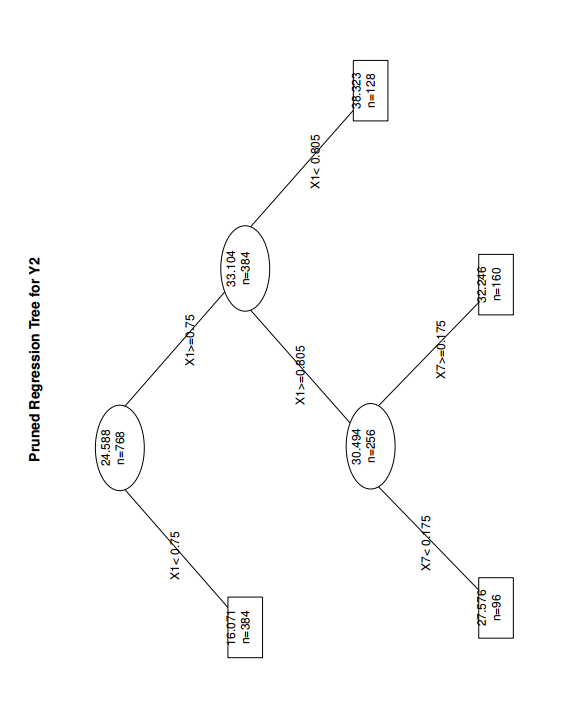 Pruned Regression Tree for Y2
24.588
n=768
X1< 0.75
X1>=0.75
16.071
n=384
33.104
n=384
X1>=0.805
X1< 0.805
30.494
n=256
38.323
n=128
X7< 0.175
X7>=0.175
27.576
n=96
32.246
n=160